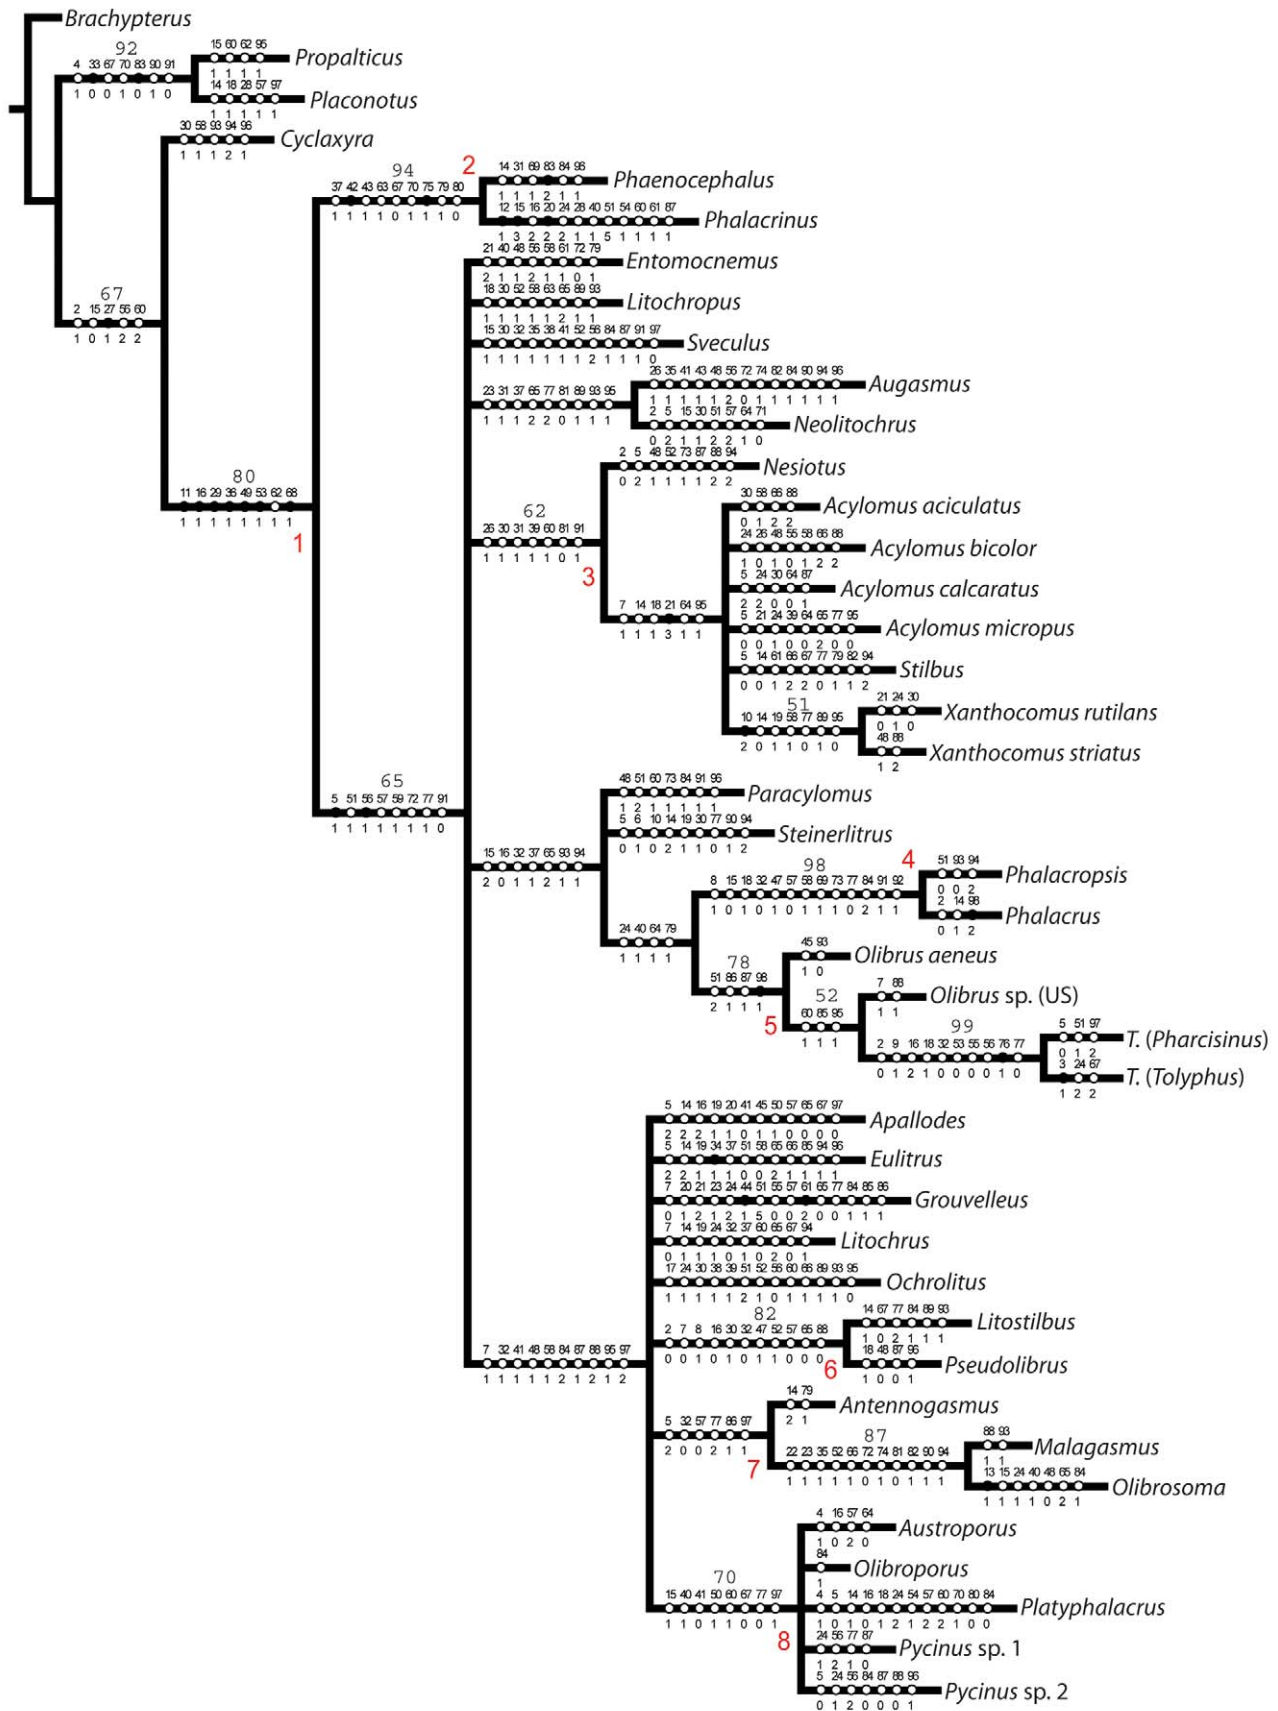 Brachypterus
92
15 60 62 95
Propalticus
4 33 67 70 83 90 91
1 1 1 1
1 0 0 1 0 1 0
14 18 28 57 97
Placonotus
1 1 1 1 1
30 58 93 94 96
Cyclaxyra
1 1 1 2 1
94
2
14 31 69 83 84 96
Phaenocephalus
1 1 1 2 1 1
37 42 43 63 67 70 75 79 80
1 1 1 1 0 1 1 1 0
12 15 16 20 24 28 40 51 54 60 61 87
Phalacrinus
1 3 2 2 2 1 1 5 1 1 1 1
21 40 48 56 58 61 72 79
Entomocnemus
2 1 1 2 1 1 0 1
67
2 15 27 56 60
1 0 1 2 2
18 30 52 58 63 65 89 93
Litochropus
1 1 1 1 1 2 1 1
15 30 32 35 38 41 52 56 84 87 91 97
Sveculus
1 1 1 1 1 1 1 2 1 1 1 0
26 35 41 43 48 56 72 74 82 84 90 94 96
Augasmus
1 1 1 1 1 2 0 1 1 1 1 1 1
23 31 37 65 77 81 89 93 95
1 1 1 2 2 0 1 1 1
2 5 15 30 51 57 64 71
Neolitochrus
0 2 1 1 2 2 1 0
2 5 48 52 73 87 88 94
Nesiotus
0 2 1 1 1 1 2 2
80
11 16 29 36 49 53 62 68
1 1 1 1 1 1 1 1
1
30 58 66 88
Acylomus aciculatus
0 1 2 2
62
26 30 31 39 60 81 91
1 1 1 1 1 0 1
3
24 26 48 55 58 66 88
Acylomus bicolor
1 0 1 0 1 2 2
5 24 30 64 87
Acylomus calcaratus
2 2 0 0 1
7 14 18 21 64 95
1 1 1 3 1 1
5 21 24 39 64 65 77 95
Acylomus micropus
0 0 1 0 0 2 0 0
5 14 61 66 67 77 79 82 94
Stilbus
0 0 1 2 2 0 1 1 2
51
10 14 19 58 77 89 95
2 0 1 1 0 1 0
21 24 30
Xanthocomus rutilans
0 1 0
48 88
Xanthocomus striatus
1 2
65
5 51 56 57 59 72 77 91
1 1 1 1 1 1 1 0
48 51 60 73 84 91 96
Paracylomus
1 2 1 1 1 1 1
5 6 10 14 19 30 77 90 94
Steinerlitrus
0 1 0 2 1 1 0 1 2
15 16 32 37 65 93 94
2 0 1 1 2 1 1
98
4
8 15 18 32 47 57 58 69 73 77 84 91 92
1 0 1 0 1 0 1 1 1 0 2 1 1
51 93 94
Phalacropsis
0 0 2
2 14 98
Phalacrus
0 1 2
24 40 64 79
1 1 1 1
45 93
Olibrus aeneus
1 0
78
51 86 87 98
2 1 1 1
5
52
60 85 95
1 1 1
7 88
Olibrus sp. (US)
1 1
99
2 9 16 18 32 53 55 56 76 77
0 1 2 1 0 0 0 0 1 0
5 51 97
T. (Pharcisinus)
0 1 2
3 24 67
T. (Tolyphus)
1 2 2
5 14 16 19 20 41 45 50 57 65 67 97
Apallodes
2 2 2 1 1 0 1 1 0 0 0 0
5 14 19 34 37 51 58 65 66 85 94 96
Eulitrus
2 2 1 1 1 0 0 2 1 1 1 1
7 20 21 23 24 44 51 55 57 61 65 77 84 85 86
Grouvelleus
0 1 2 1 2 1 5 0 0 2 0 0 1 1 1
7 14 19 24 32 37 60 65 67 94
Litochrus
0 1 1 1 0 1 0 2 0 1
17 24 30 38 39 51 52 56 60 66 89 93 95
Ochrolitus
1 1 1 1 1 2 1 0 1 1 1 1 0
82
2 7 8 16 30 32 47 52 57 65 88
0 0 1 0 1 0 1 1 0 0 0
6
14 67 77 84 89 93
Litostilbus
1 0 2 1 1 1
18 48 87 96
Pseudolibrus
1 0 0 1
7 32 41 48 58 84 87 88 95 97
1 1 1 1 1 2 1 2 1 2
14 79
Antennogasmus
2 1
5 32 57 77 86 97
2 0 0 2 1 1
7
87
22 23 35 52 66 72 74 81 82 90 94
1 1 1 1 1 0 1 0 1 1 1
88 93
Malagasmus
1 1
13 15 24 40 48 65 84
Olibrosoma
1 1 1 1 0 2 1
4 16 57 64
Austroporus
1 0 2 0
84
Olibroporus
1
70
15 40 41 50 60 67 77 97
1 1 0 1 1 0 0 1
8
4 5 14 16 18 24 54 57 60 70 80 84
Platyphalacrus
1 0 1 0 1 2 1 2 2 1 0 0
24 56 77 87
Pycinus sp. 1
1 2 1 0
5 24 56 84 87 88 96
Pycinus sp. 2
0 1 2 0 0 0 1